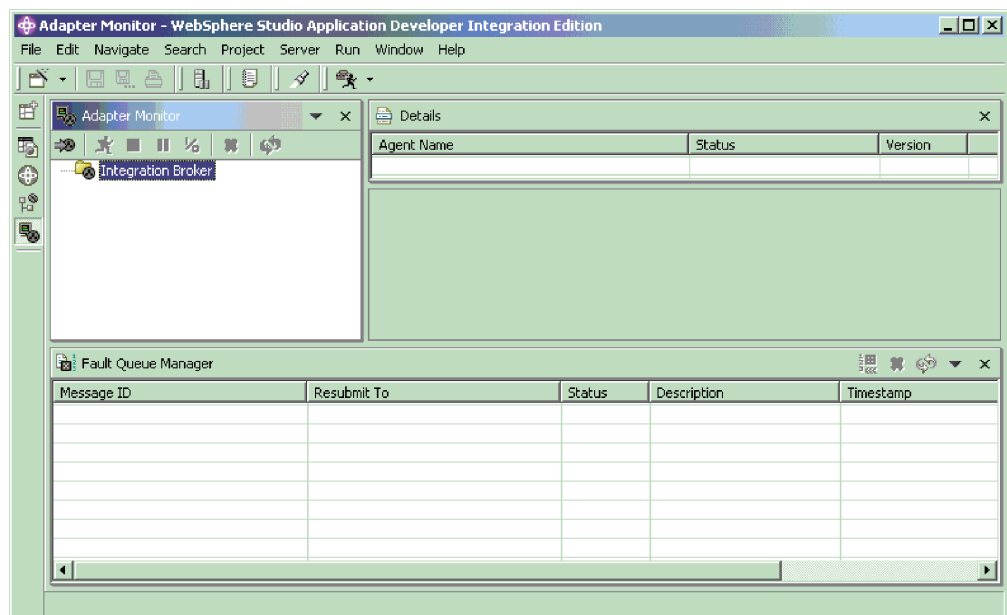 Adapter Monitor - WebSphere Studio Application Developer Integration Edition
File Edit Navigate Search Project Server Run Window Help
Adapter Monitor
Integration Broker
Details
Agent Name Status Version
Fault Queue Manager
Message ID Resubmit To Status Description Timestamp